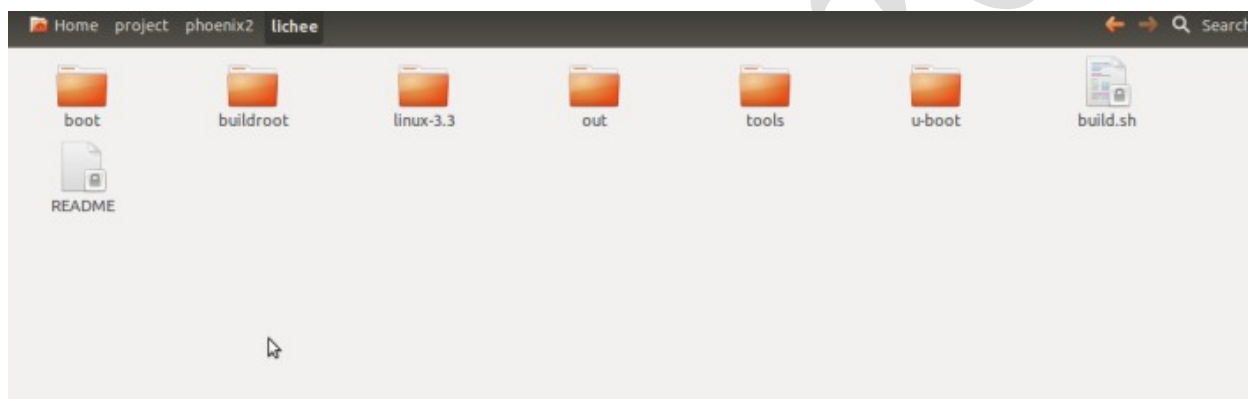 Home project phoenix2 lichee Search
boot buildroot linux-3.3 out tools u-boot build.sh
README